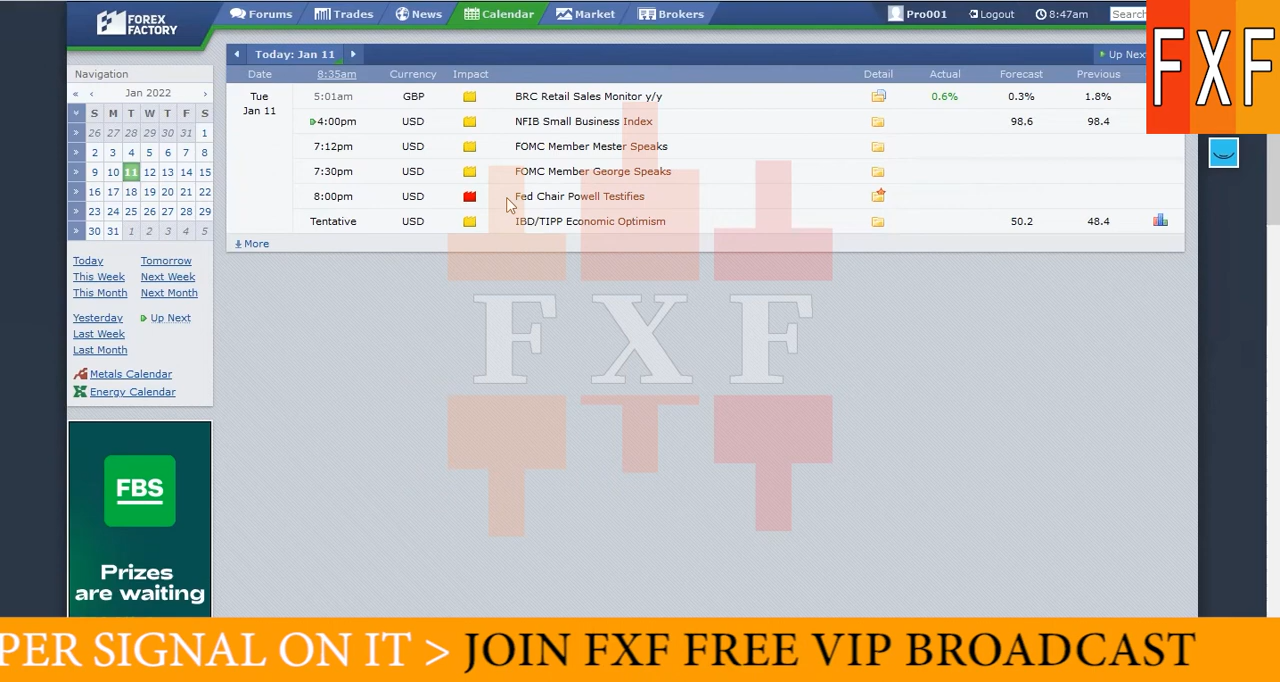 FOREX
FACTORY
Forums
Trades
News
Calendar
Market
Brokers
Pro001
Logout
8:47am
Search
FXF
Navigation
« ‹ Jan 2022 ›
S M T W T F S
26 27 28 29 30 31 1
2 3 4 5 6 7 8
9 10 11 12 13 14 15
16 17 18 19 20 21 22
23 24 25 26 27 28 29
30 31 1 2 3 4 5
Today Tomorrow
This Week Next Week
This Month Next Month
Yesterday Up Next
Last Week
Last Month
Metals Calendar
Energy Calendar
FBS
Prizes
are waiting
Today: Jan 11
Up Nex
Date 8:35am Currency Impact Detail Actual Forecast Previous
Tue
Jan 11
5:01am GBP BRC Retail Sales Monitor y/y 0.6% 0.3% 1.8%
4:00pm USD NFIB Small Business Index 98.6 98.4
7:12pm USD FOMC Member Mester Speaks
7:30pm USD FOMC Member George Speaks
8:00pm USD Fed Chair Powell Testifies
Tentative USD IBD/TIPP Economic Optimism 50.2 48.4
More
FXF
PER SIGNAL ON IT > JOIN FXF FREE VIP BROADCAST